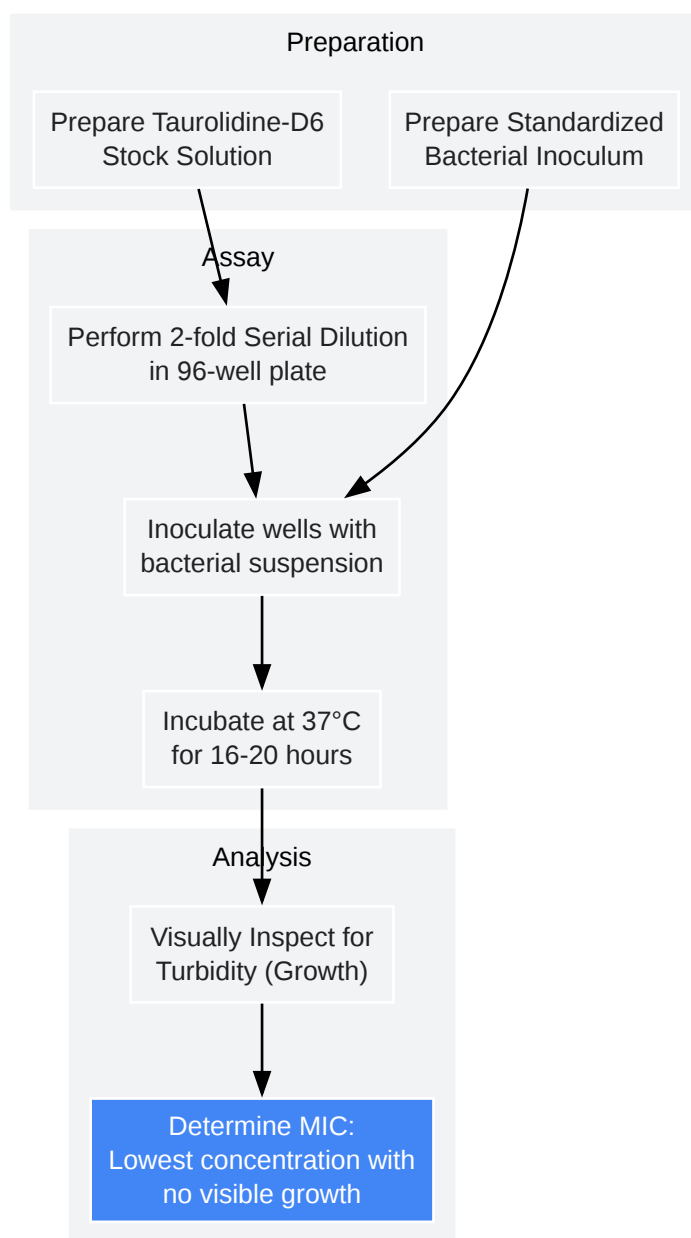 Preparation
Prepare Taurolidine-D6
Stock Solution
Prepare Standardized
Bacterial Inoculum
Assay
Perform 2-fold Serial Dilution
in 96-well plate
Inoculate wells with
bacterial suspension
Incubate at 37°C
for 16-20 hours
Analysis
Visually Inspect for
Turbidity (Growth)
Determine MIC:
Lowest concentration with
no visible growth